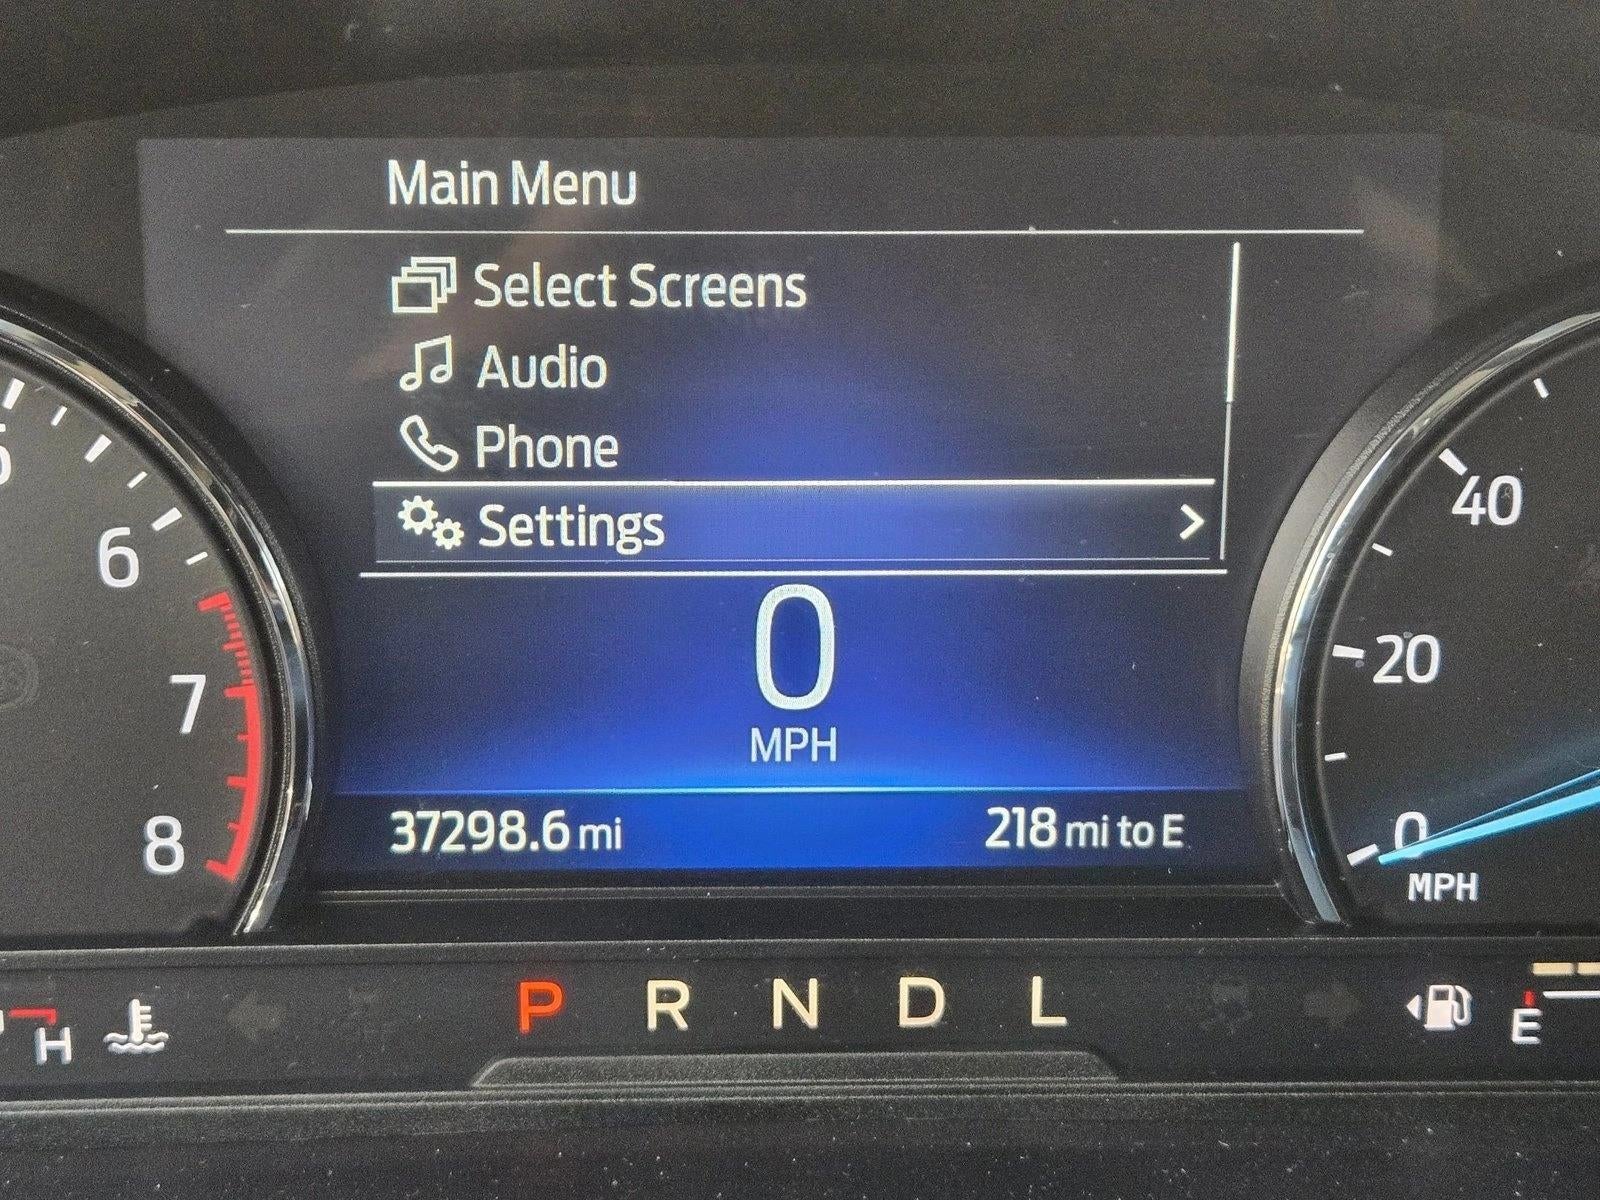 Main Menu
Select Screens
Audio
Phone
Settings
0
MPH
37298.6 mi
218 mi to E
6
7
8
40
20
0
MPH
H
P R N D L
E